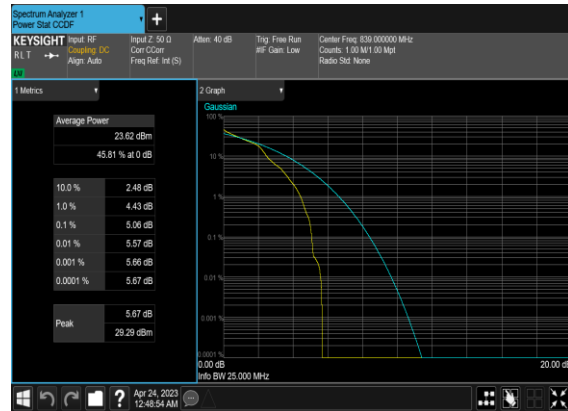 Spectrum Analyzer 1
Power Stat CCDF
KEYSIGHT
RLT
LW
Input: RF
Coupling: DC
Align: Auto
Input Z: 50 Ω
Corr CCorr
Freq Ref: Int (S)
Atten: 40 dB
Trig: Free Run
#IF Gain: Low
Center Freq: 839.000000 MHz
Counts: 1.00 M/1.00 Mpt
Radio Std: None
1 Metrics
Average Power
23.62 dBm
45.81 % at 0 dB
10.0 % 2.48 dB
1.0 % 4.43 dB
0.1 % 5.06 dB
0.01 % 5.57 dB
0.001 % 5.66 dB
0.0001 % 5.67 dB
Peak
5.67 dB
29.29 dBm
2 Graph
Gaussian
100 %
10 %
1 %
0.1 %
0.01 %
0.001 %
0.0001 %
0.00 dB
20.00 dB
Info BW 25.000 MHz
?
Apr 24, 2023
12:48:54 AM